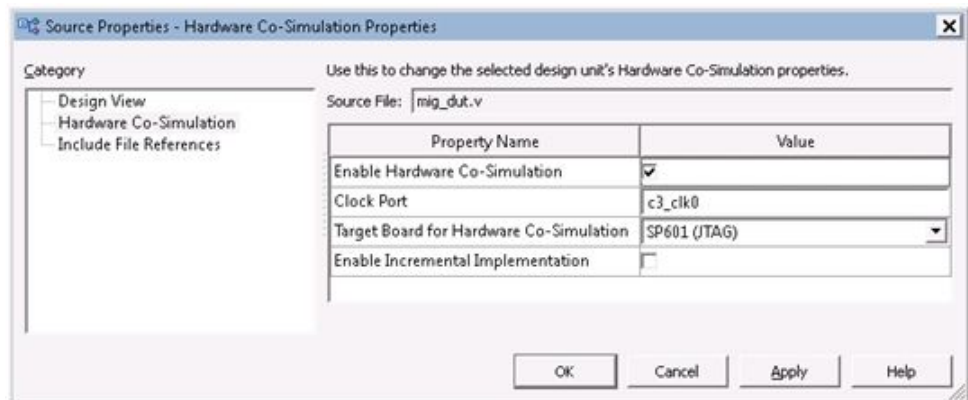 Source Properties - Hardware Co-Simulation Properties
Category
Design View
Hardware Co-Simulation
Include File References
Use this to change the selected design unit's Hardware Co-Simulation properties.
Source File: mig_dut.v
Property Name Value
Enable Hardware Co-Simulation
Clock Port c3_clk0
Target Board for Hardware Co-Simulation SP601 (JTAG)
Enable Incremental Implementation
OK Cancel Apply Help